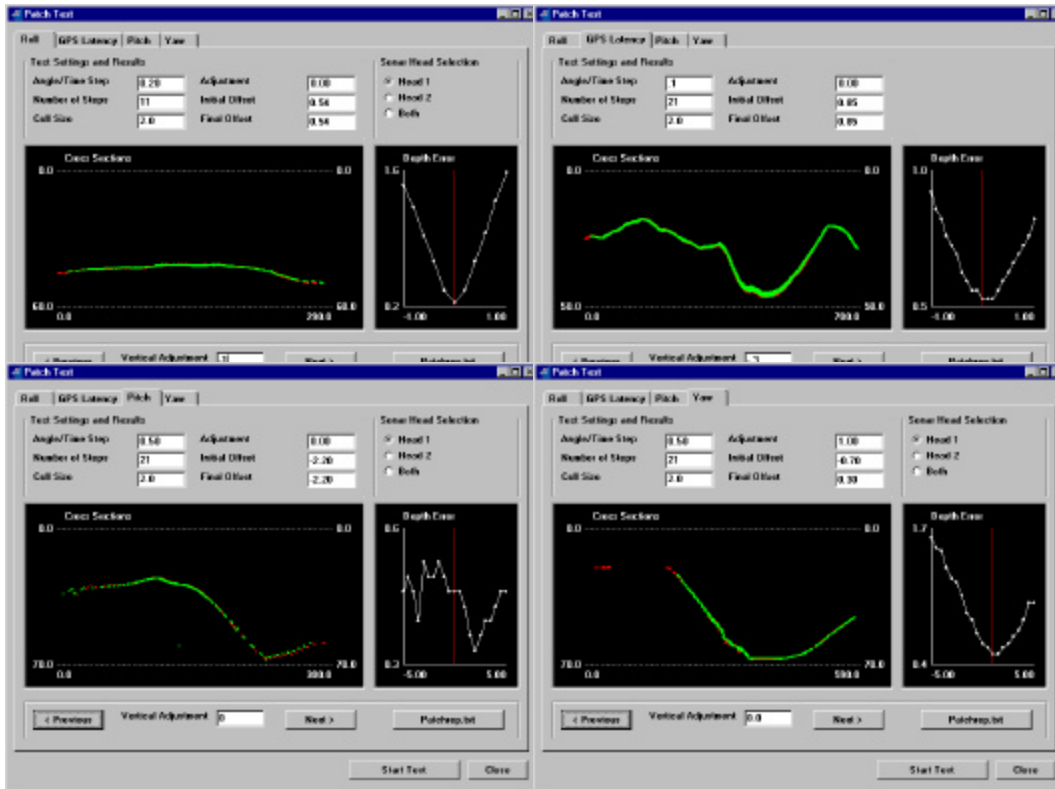 Patch Test
Roll GPS Latency Pitch Yaw
Test Settings and Results
Sonar Head Selection
Angle/Time Step 0.20 Adjustment 0.00
Head 1
Number of Steps 11 Initial Offset 0.54
Head 2
Cell Size 2.0 Final Offset 0.54
Both
Cross Sections
0.0 0.0
60.0 60.0
0.0 290.0
Depth Error
1.6
0.2
-1.00 1.00
< Previous Vertical Adjustment .1 Next > Patchrep.txt
Patch Test
Roll GPS Latency Pitch Yaw
Test Settings and Results
Angle/Time Step .1 Adjustment 0.00
Number of Steps 21 Initial Offset 0.85
Cell Size 2.0 Final Offset 0.85
Cross Sections
0.0 0.0
50.0 50.0
0.0 700.0
Depth Error
1.0
0.5
-1.00 1.00
< Previous Vertical Adjustment Next > Patchrep.txt
Patch Test
Roll GPS Latency Pitch Yaw
Test Settings and Results
Sonar Head Selection
Angle/Time Step 0.50 Adjustment 0.00
Head 1
Number of Steps 21 Initial Offset -2.20
Head 2
Cell Size 2.0 Final Offset -2.20
Both
Cross Sections
0.0 0.0
70.0 70.0
0.0 300.0
Depth Error
0.6
0.3
-5.00 5.00
< Previous Vertical Adjustment 0 Next > Patchrep.txt
Start Test Close
Patch Test
Roll GPS Latency Pitch Yaw
Test Settings and Results
Sonar Head Selection
Angle/Time Step 0.50 Adjustment 1.00
Head 1
Number of Steps 21 Initial Offset -0.70
Head 2
Cell Size 2.0 Final Offset 0.30
Both
Cross Sections
0.0 0.0
70.0 70.0
0.0 590.0
Depth Error
1.7
0.4
-5.00 5.00
< Previous Vertical Adjustment 0.0 Next > Patchrep.txt
Start Test Close